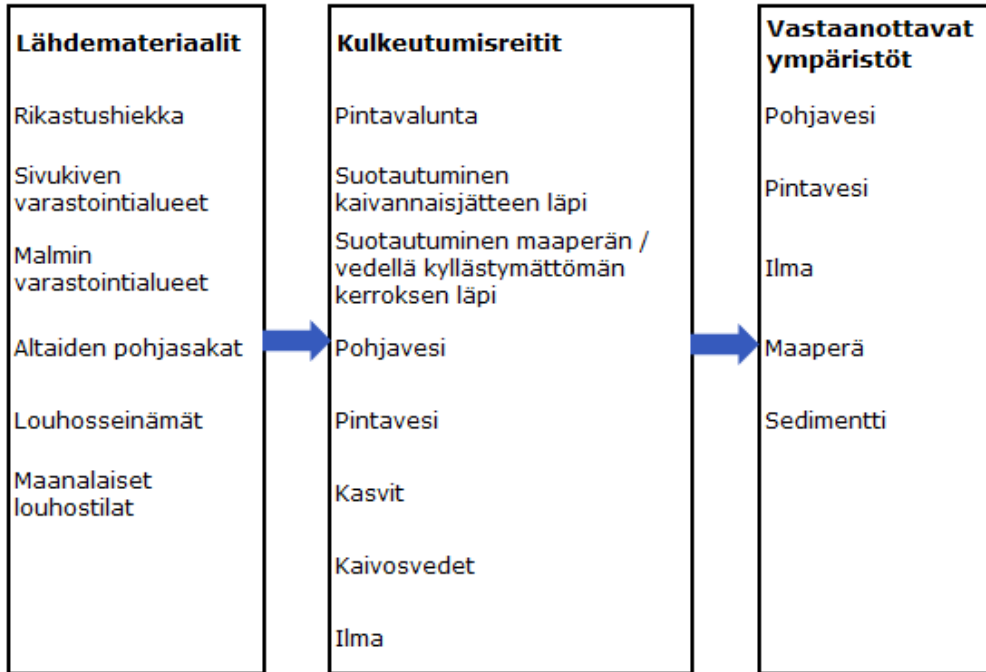 Lähdemateriaalit
Rikastushiekka
Sivukiven
varastointialueet
Malmin
varastointialueet
Altaiden pohjasakat
Louhosseinämät
Maanalaiset
louhostilat
Kulkeutumisreitit
Pintavalunta
Suotautuminen
kaivannaisjätteen läpi
Suotautuminen maaperän /
vedellä kyllästymättömän
kerroksen läpi
Pohjavesi
Pintavesi
Kasvit
Kaivosvedet
Ilma
Vastaanottavat
ympäristöt
Pohjavesi
Pintavesi
Ilma
Maaperä
Sedimentti